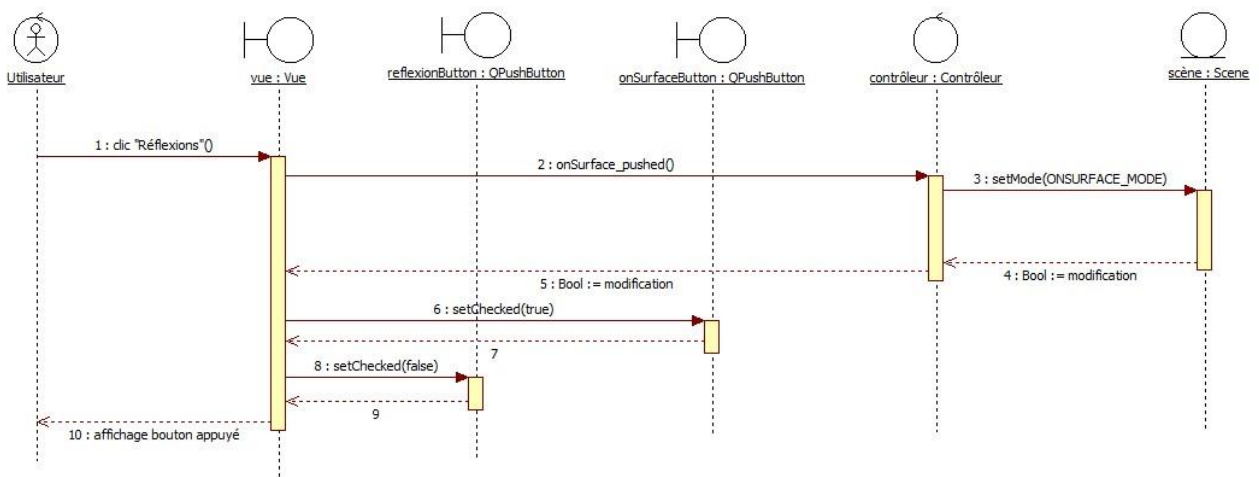 Utilisateur
vue : Vue
reflexionButton : QPushButton
onSurfaceButton : QPushButton
contrôleur : Contrôleur
scène : Scene
1 : clic "Réflexions"()
2 : onSurface_pushed()
3 : setMode(ONSURFACE_MODE)
4 : Bool := modification
5 : Bool := modification
6 : setChecked(true)
7
8 : setChecked(false)
9
10 : affichage bouton appuyé